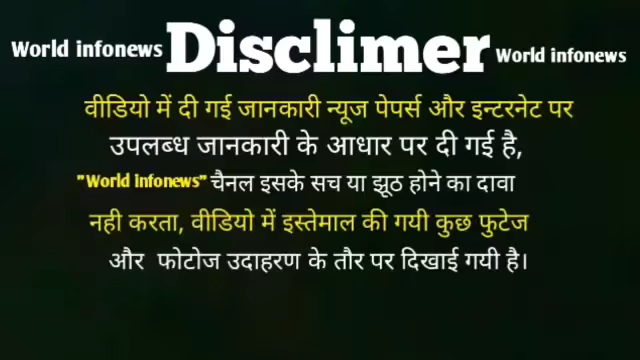 World infonews Disclimer World infonews
वीडियो में दी गई जानकारी न्यूज पेपर्स और इन्टरनेट पर
उपलब्ध जानकारी के आधार पर दी गई है,
"World infonews" चैनल इसके सच या झूठ होने का दावा
नही करता, वीडियो में इस्तेमाल की गयी कुछ फुटेज
और फोटोज उदाहरण के तौर पर दिखाई गयी है।